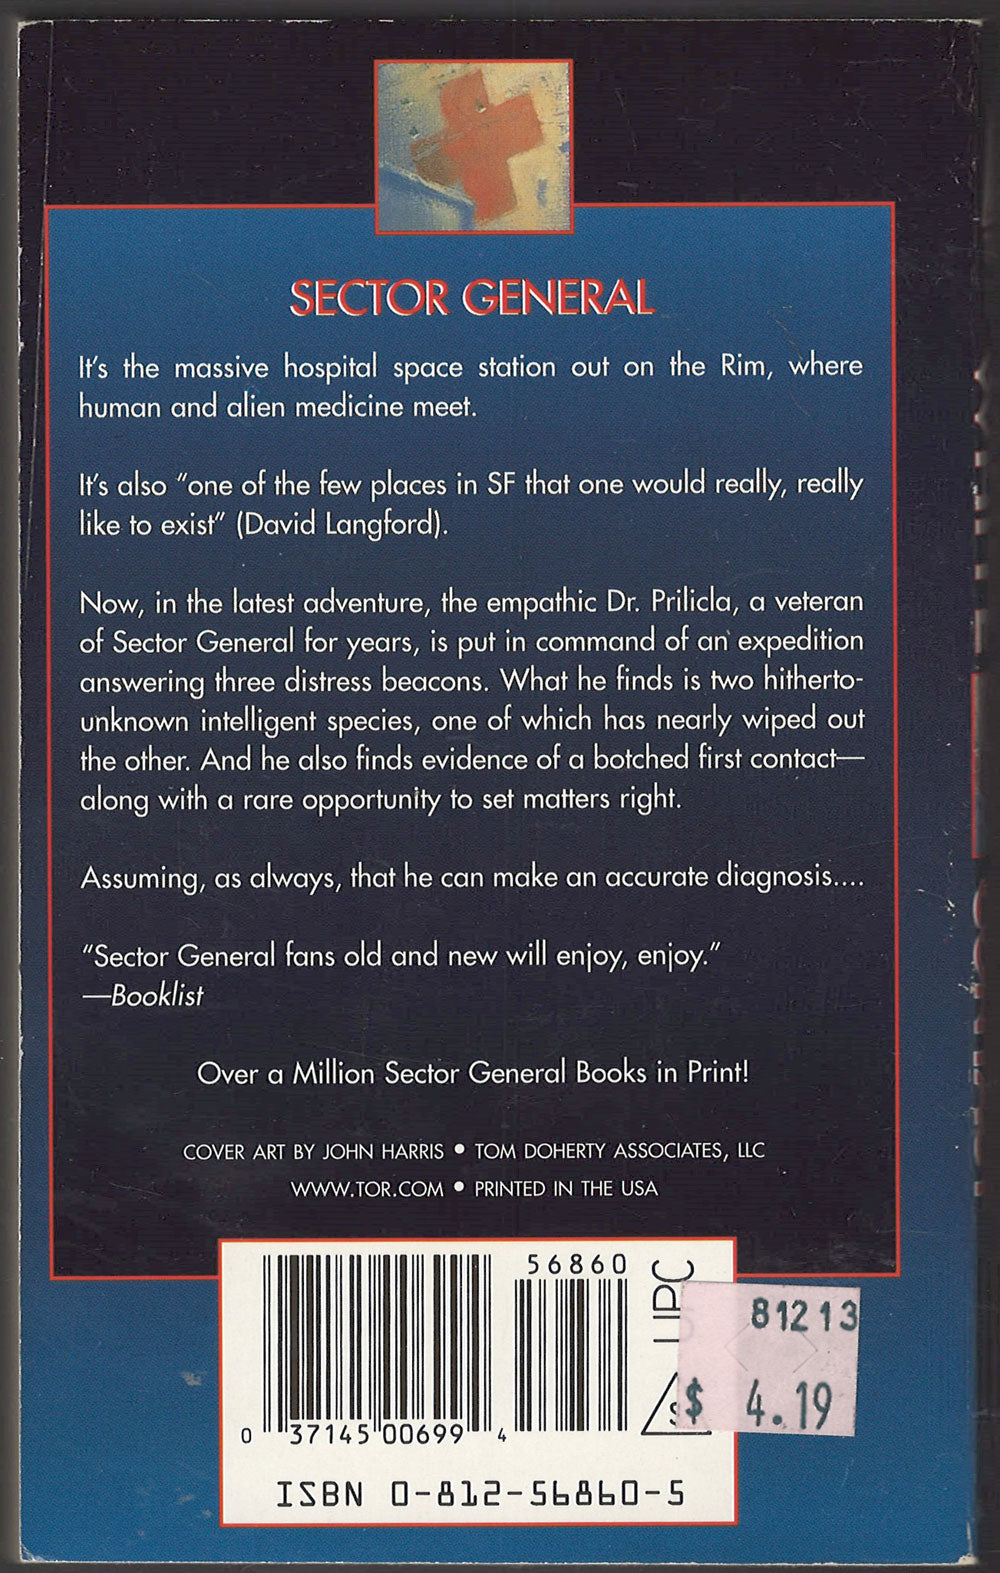 SECTOR GENERAL
It's the massive hospital space station out on the Rim, where
human and alien medicine meet.
It's also "one of the few places in SF that one would really, really
like to exist" (David Langford).
Now, in the latest adventure, the empathic Dr. Prilicla, a veteran
of Sector General for years, is put in command of an expedition
answering three distress beacons. What he finds is two hitherto-
unknown intelligent species, one of which has nearly wiped out
the other. And he also finds evidence of a botched first contact—
along with a rare opportunity to set matters right.
Assuming, as always, that he can make an accurate diagnosis....
"Sector General fans old and new will enjoy, enjoy."
—Booklist
Over a Million Sector General Books in Print!
COVER ART BY JOHN HARRIS • TOM DOHERTY ASSOCIATES, LLC
WWW.TOR.COM • PRINTED IN THE USA
56860
UPC
81213
$ 4.19
0 37145 00699 4
ISBN 0-812-56860-5